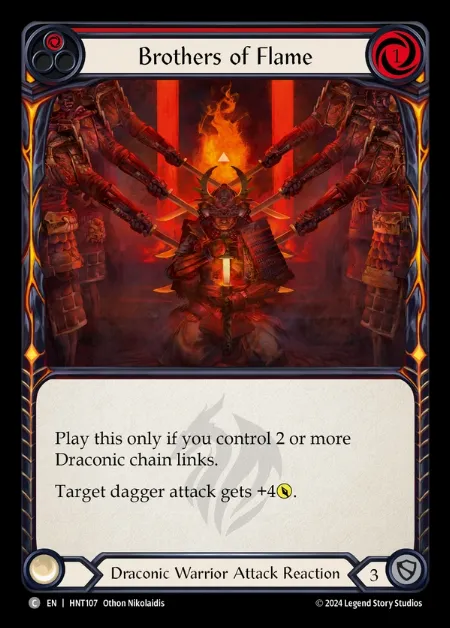 Brothers of Flame
1
Play this only if you control 2 or more
Draconic chain links.
Target dagger attack gets +4.
Draconic Warrior Attack Reaction
3
C EN | HNT107 Othon Nikolaidis
© 2024 Legend Story Studios